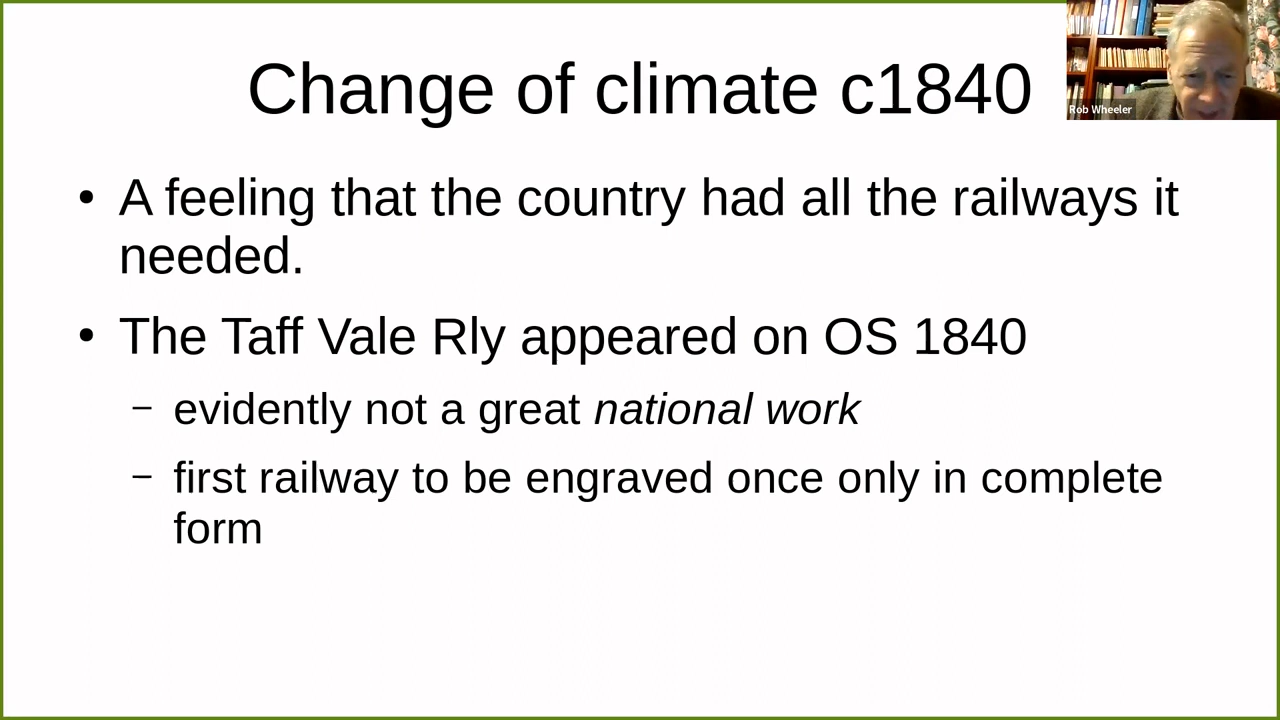 Change of climate c1840
Rob Wheeler
• A feeling that the country had all the railways it
needed.
• The Taff Vale Rly appeared on OS 1840
– evidently not a great national work
– first railway to be engraved once only in complete
form